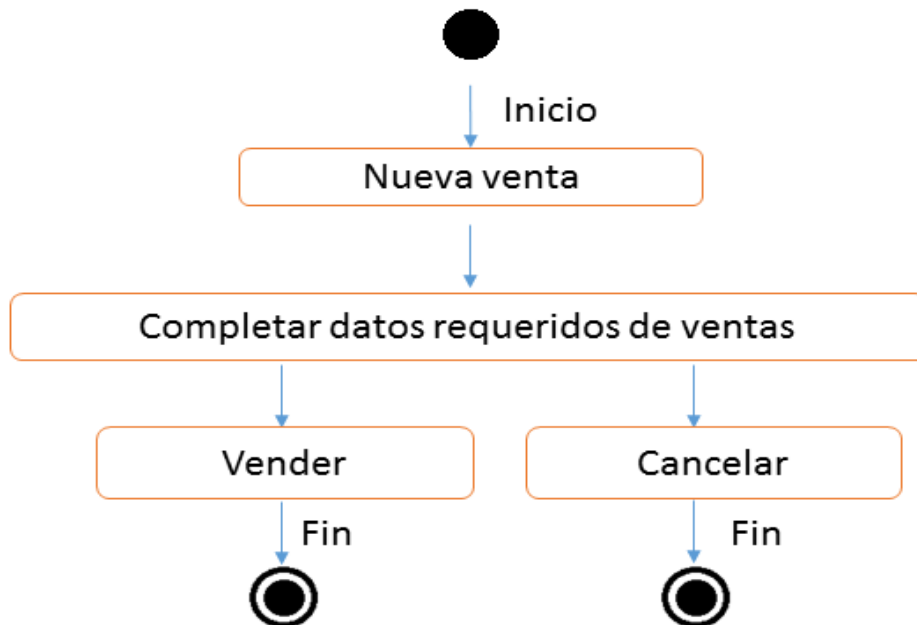 Inicio
Nueva venta
Completar datos requeridos de ventas
Vender
Cancelar
Fin
Fin